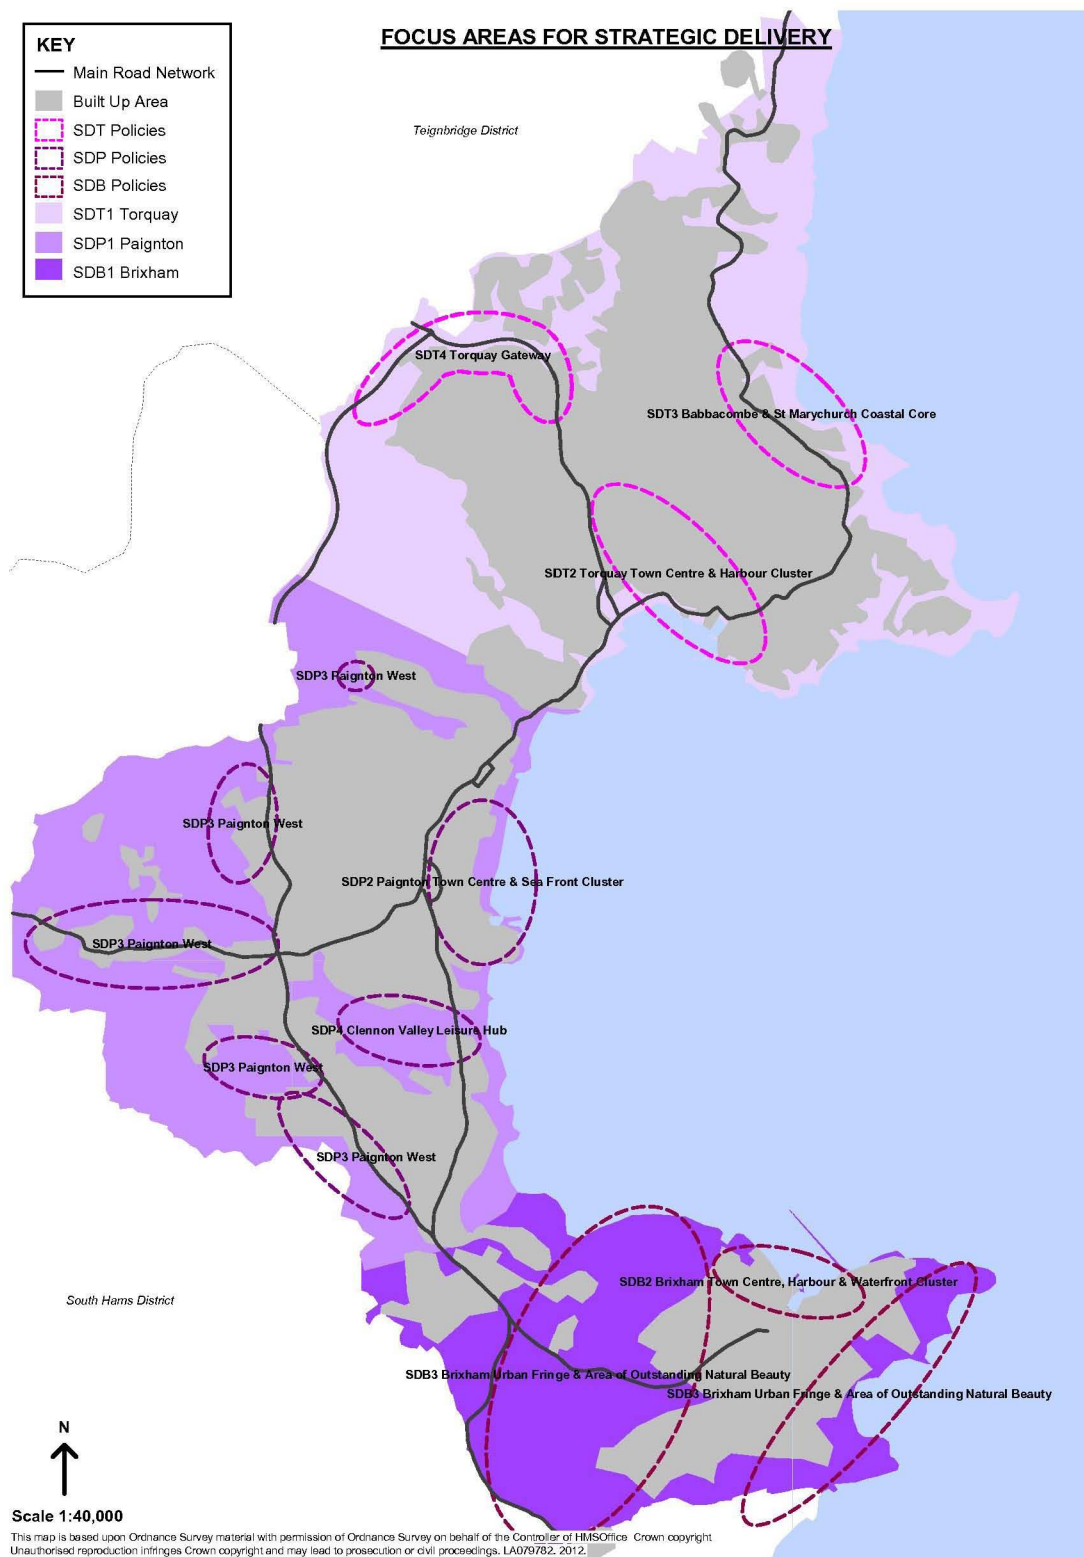 FOCUS AREAS FOR STRATEGIC DELIVERY
KEY
Main Road Network
Built Up Area
SDT Policies
SDP Policies
SDB Policies
SDT1 Torquay
SDP1 Paignton
SDB1 Brixham
Teignbridge District
SDT4 Torquay Gateway
SDT3 Babbacombe & St Marychurch Coastal Core
SDT2 Torquay Town Centre & Harbour Cluster
SDP3 Paignton West
SDP3 Paignton West
SDP2 Paignton Town Centre & Sea Front Cluster
SDP3 Paignton West
SDP4 Clennon Valley Leisure Hub
SDP3 Paignton West
SDP3 Paignton West
SDB2 Brixham Town Centre, Harbour & Waterfront Cluster
South Hams District
SDB3 Brixham Urban Fringe & Area of Outstanding Natural Beauty
SDB3 Brixham Urban Fringe & Area of Outstanding Natural Beauty
N
Scale 1:40,000
This map is based upon Ordnance Survey material with permission of Ordnance Survey on behalf of the Controller of HMSOffice Crown copyright
Unauthorised reproduction infringes Crown copyright and may lead to prosecution or civil proceedings. LA079782. 2012.